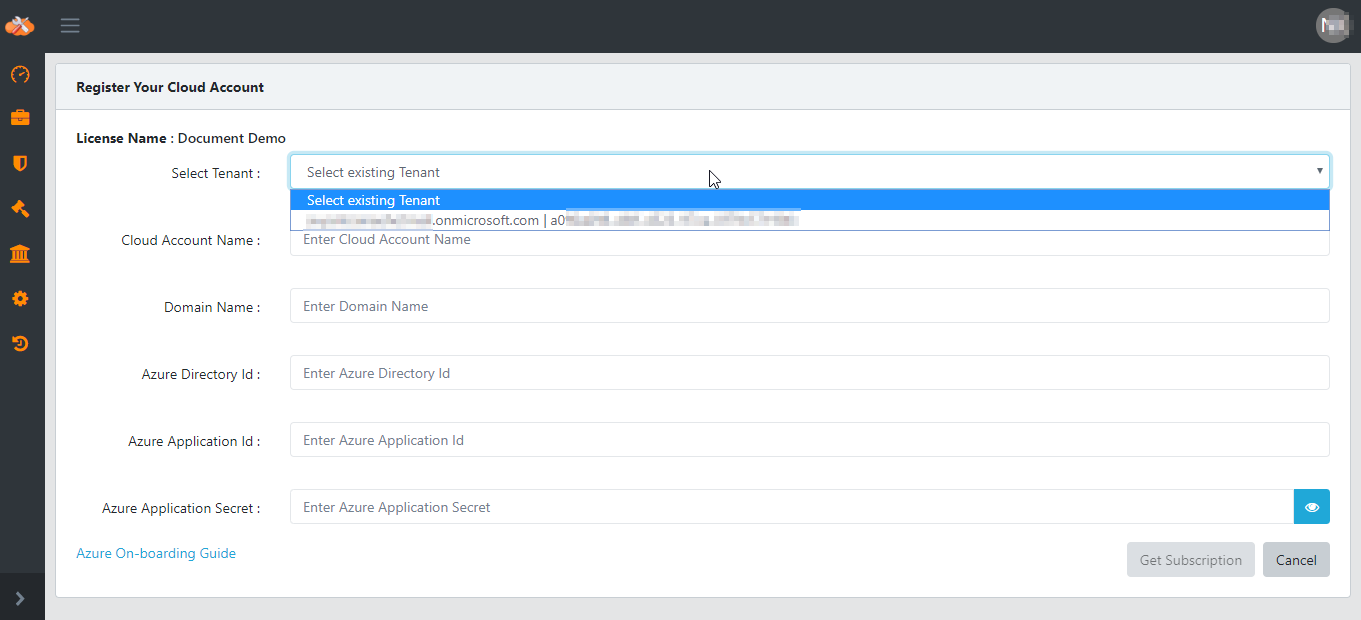 Register Your Cloud Account
License Name : Document Demo
Select Tenant : Select existing Tenant
Select existing Tenant
.onmicrosoft.com | a0
Cloud Account Name : Enter Cloud Account Name
Domain Name : Enter Domain Name
Azure Directory Id : Enter Azure Directory Id
Azure Application Id : Enter Azure Application Id
Azure Application Secret : Enter Azure Application Secret
Azure On-boarding Guide
Get Subscription Cancel